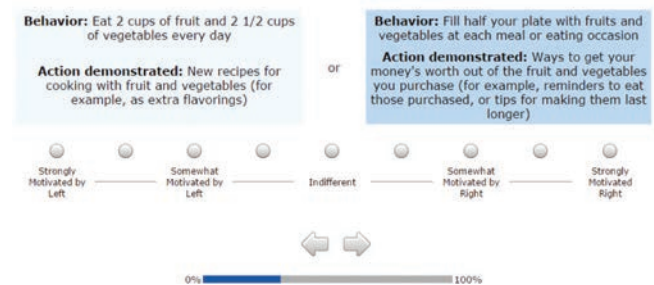 Behavior: Eat 2 cups of fruit and 2 1/2 cups
of vegetables every day
Action demonstrated: New recipes for
cooking with fruit and vegetables (for
example, as extra flavorings)
or
Behavior: Fill half your plate with fruits and
vegetables at each meal or eating occasion
Action demonstrated: Ways to get your
money's worth out of the fruit and vegetables
you purchase (for example, reminders to eat
those purchased, or tips for making them last
longer)
Strongly
Motivated by
Left
Somewhat
Motivated by
Left
Indifferent
Somewhat
Motivated by
Right
Strongly
Motivated
Right
0%
100%